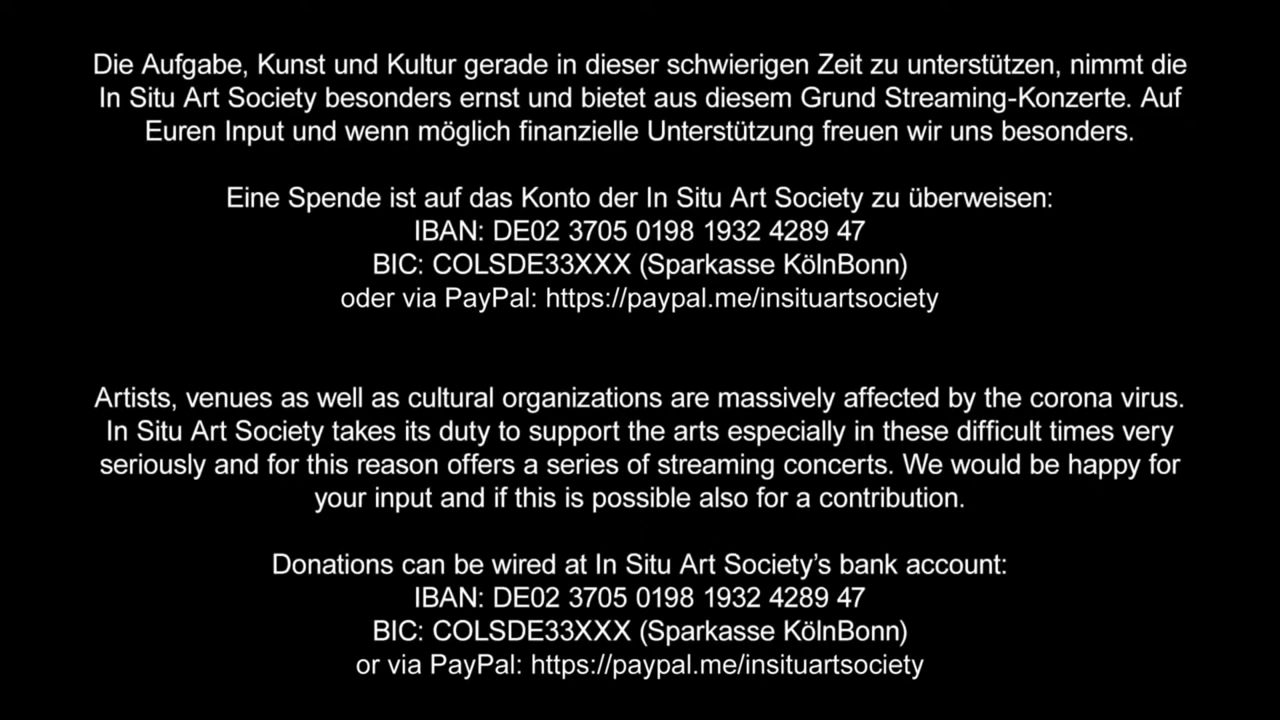 Die Aufgabe, Kunst und Kultur gerade in dieser schwierigen Zeit zu unterstützen, nimmt die
In Situ Art Society besonders ernst und bietet aus diesem Grund Streaming-Konzerte. Auf
Euren Input und wenn möglich finanzielle Unterstützung freuen wir uns besonders.
Eine Spende ist auf das Konto der In Situ Art Society zu überweisen:
IBAN: DE02 3705 0198 1932 4289 47
BIC: COLSDE33XXX (Sparkasse KölnBonn)
oder via PayPal: https://paypal.me/insituartsociety
Artists, venues as well as cultural organizations are massively affected by the corona virus.
In Situ Art Society takes its duty to support the arts especially in these difficult times very
seriously and for this reason offers a series of streaming concerts. We would be happy for
your input and if this is possible also for a contribution.
Donations can be wired at In Situ Art Society’s bank account:
IBAN: DE02 3705 0198 1932 4289 47
BIC: COLSDE33XXX (Sparkasse KölnBonn)
or via PayPal: https://paypal.me/insituartsociety